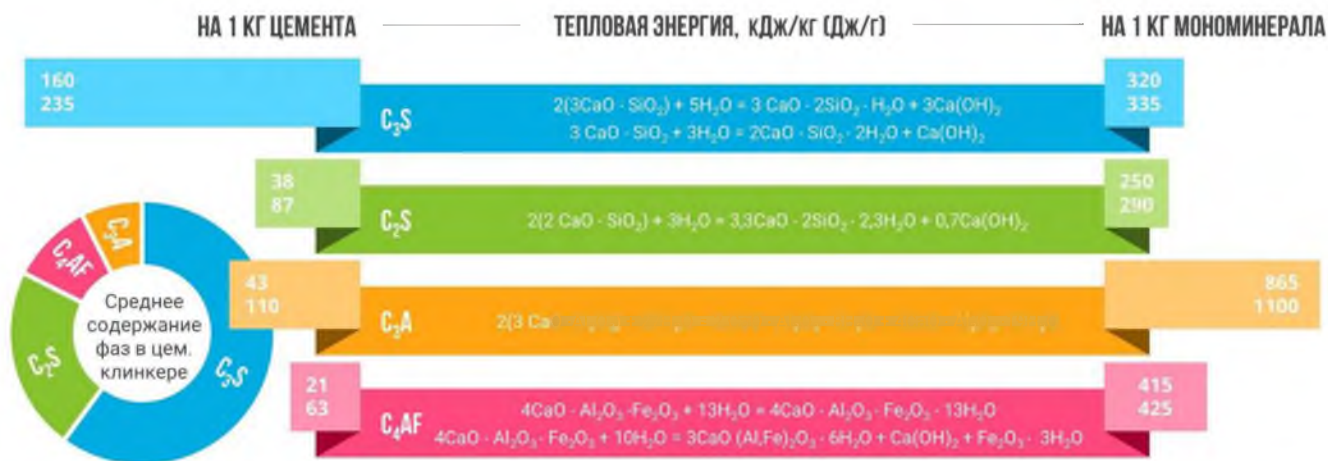 НА 1 КГ ЦЕМЕНТА
ТЕПЛОВАЯ ЭНЕРГИЯ, кДж/кг (Дж/г)
НА 1 КГ МОНОМИНЕРАЛА
160
235
C₃S
2(3CaO · SiO₂) + 5H₂O = 3 CaO · 2SiO₂ · H₂O + 3Ca(OH)₂
3 CaO · SiO₂ + 3H₂O = 2CaO · SiO₂ · 2H₂O + Ca(OH)₂
320
335
38
87
C₂S
2(2 CaO · SiO₂) + 3H₂O = 3,3CaO · 2SiO₂ · 2,3H₂O + 0,7Ca(OH)₂
250
290
43
110
C₃A
2(3 Ca
865
1100
21
63
C₄AF
4CaO · Al₂O₃ · Fe₂O₃ + 13H₂O = 4CaO · Al₂O₃ · Fe₂O₃ · 13H₂O
4CaO · Al₂O₃ · Fe₂O₃ + 10H₂O = 3CaO (Al,Fe)₂O₃ · 6H₂O + Ca(OH)₂ + Fe₂O₃ · 3H₂O
415
425
C₃A
C₄AF
C₂S
C₃S
Среднее
содержание
фаз в цем.
клинкере